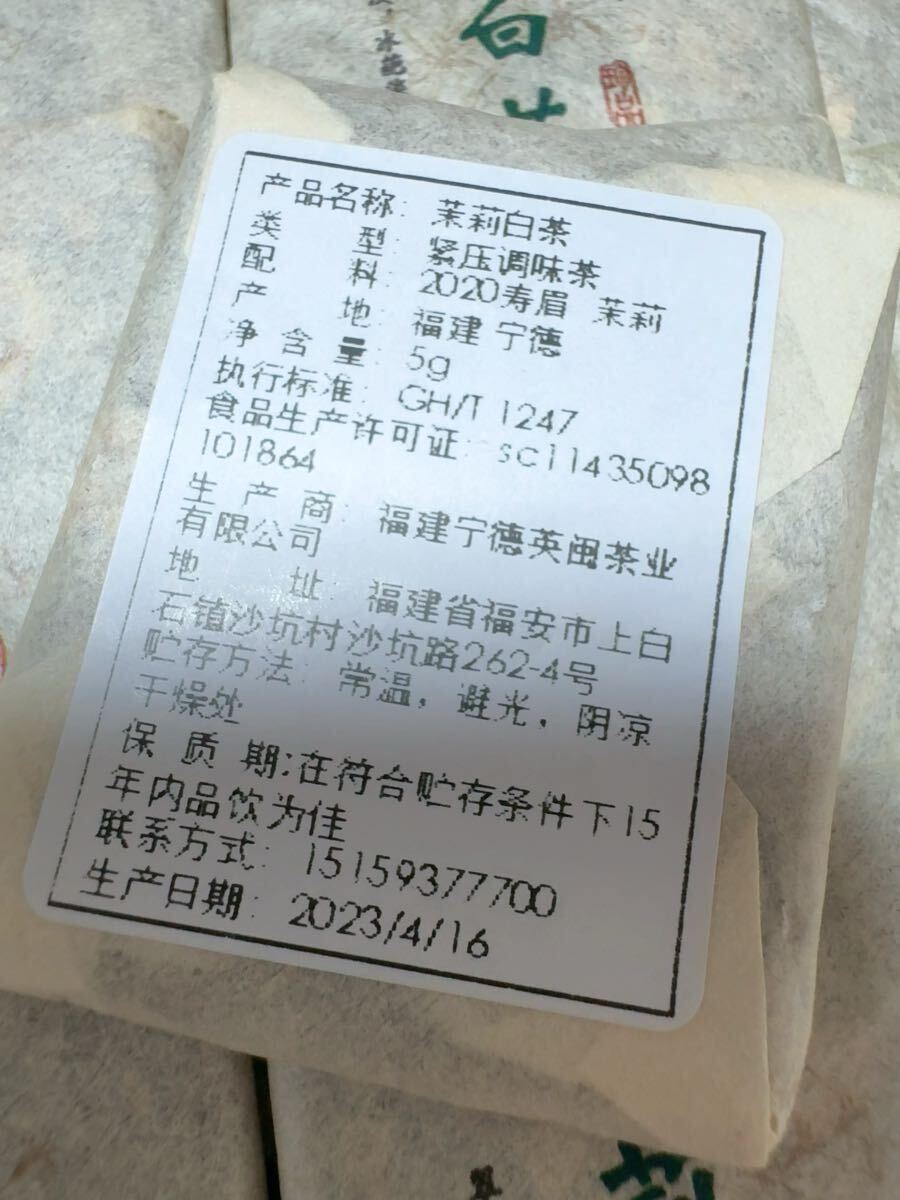 白
产品名称: 茉莉白茶
类 型: 紧压调味茶
配 料: 2020寿眉 茉莉
产 地: 福建 宁德
净 含 量: 5g
执行标准: GH/T 1247
食品生产许可证: sc11435098
101864
生 产 商: 福建宁德英闽茶业
有限公司
地 址: 福建省福安市上白
石镇沙坑村沙坑路262-4号
贮存方法: 常温，避光，阴凉
干燥处
保 质 期:在符合贮存条件下15
年内品饮为佳
联系方式: 15159377700
生产日期: 2023/4/16
莉